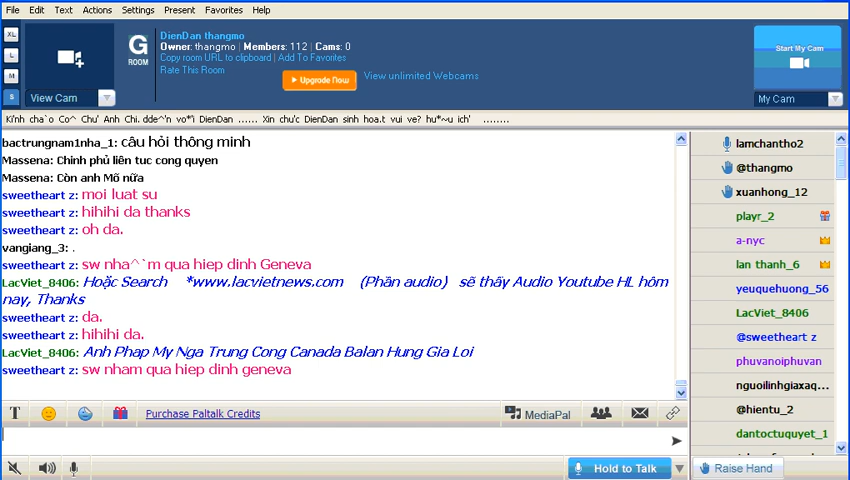 File Edit Text Actions Settings Present Favorites Help
XL
L
M
S
View Cam
G
ROOM
DienDan thangmo
Owner: thangmo | Members: 112 | Cams: 0
Copy room URL to clipboard | Add To Favorites
Rate This Room
Upgrade Now
View unlimited Webcams
Start My Cam
My Cam
Ki'nh cha`o Co^ Chu' Anh Chi. dde^'n vo*'i DienDan ...... Xin chu'c DienDan sinh hoa.t vui ve? hu*~u ich' ........
bactrungnam1nha_1: câu hỏi thông minh
Massena: Chinh phủ liên tuc cong quyen
Massena: Còn anh Mõ nữa
sweetheart z: moi luat su
sweetheart z: hihihi da thanks
sweetheart z: oh da.
vangiang_3: .
sweetheart z: sw nha^`m qua hiep dinh Geneva
LacViet_8406: Hoặc Search *www.lacvietnews.com (Phần audio) sẽ thấy Audio Youtube HL hôm
nay, Thanks
sweetheart z: da.
sweetheart z: hihihi da.
LacViet_8406: Anh Phap My Nga Trung Cong Canada Balan Hung Gia Loi
sweetheart z: sw nham qua hiep dinh geneva
T
Purchase Paltalk Credits
MediaPal
Hold to Talk
lamchantho2
@thangmo
xuanhong_12
playr_2
a-nyc
lan thanh_6
yeuquehuong_56
LacViet_8406
@sweetheart z
phuvanoiphuvan
nguoilinhgiaxaq...
@hientu_2
dantoctuquyet_1
Raise Hand